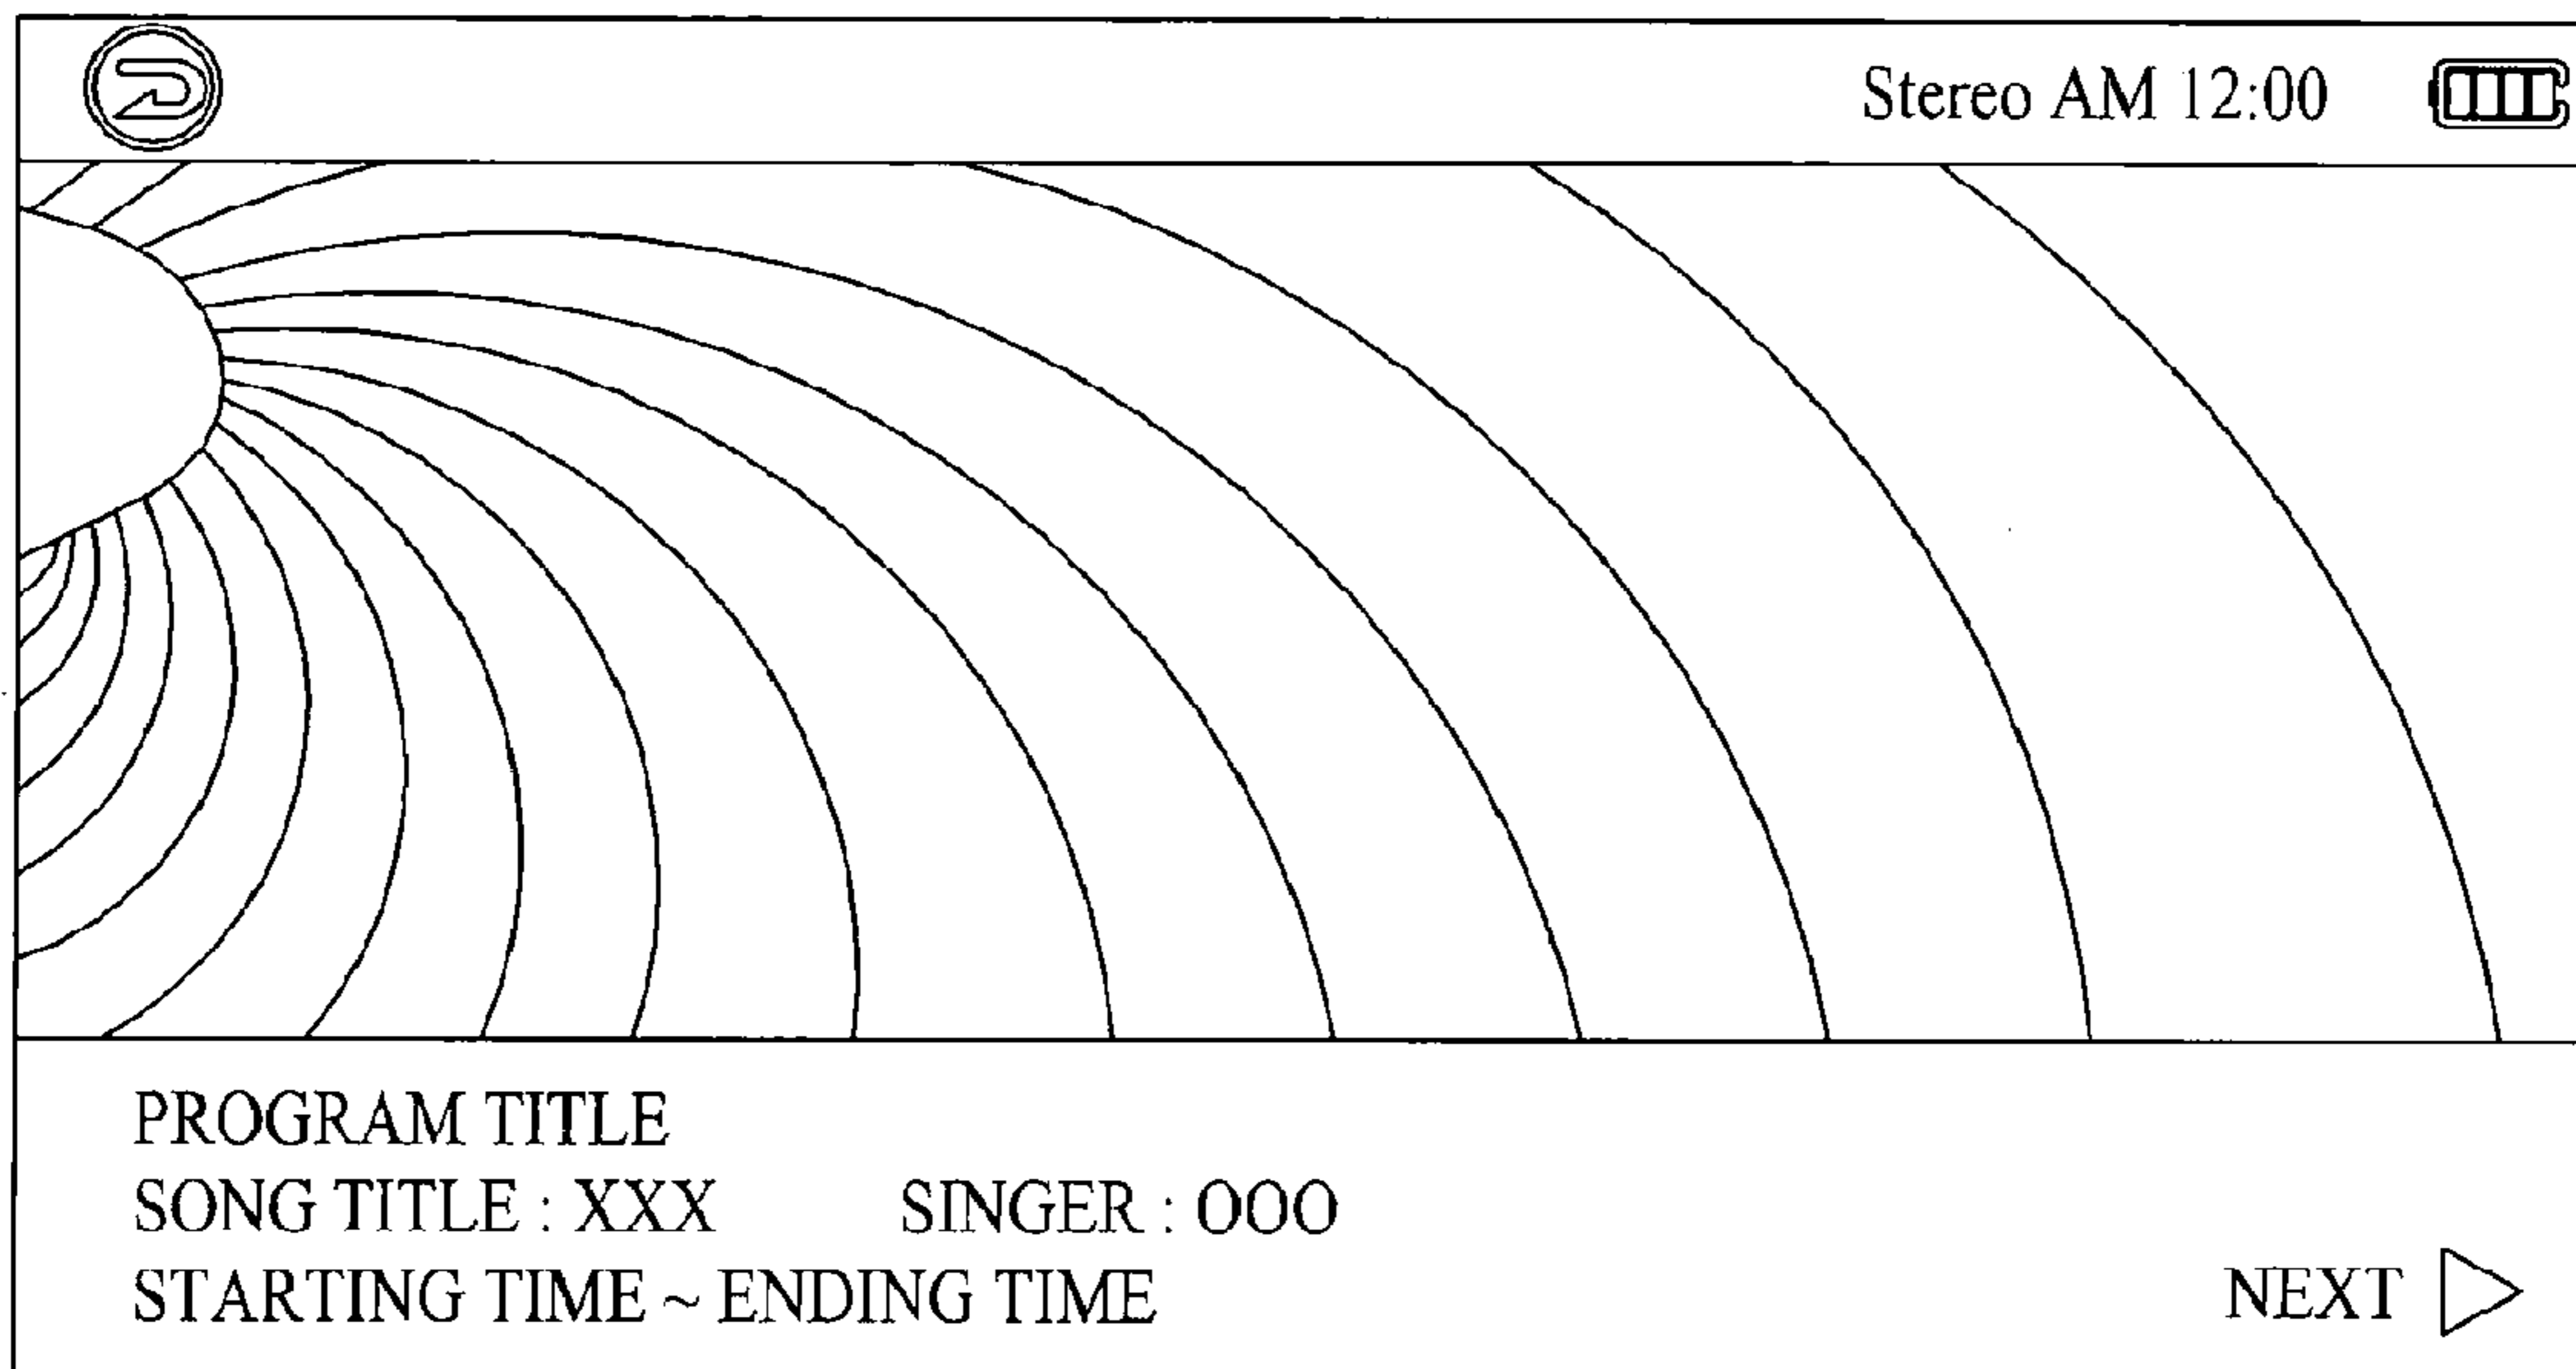 Stereo AM 12:00
PROGRAM TITLE
SONG TITLE : XXX SINGER : OOO
STARTING TIME ~ ENDING TIME
NEXT